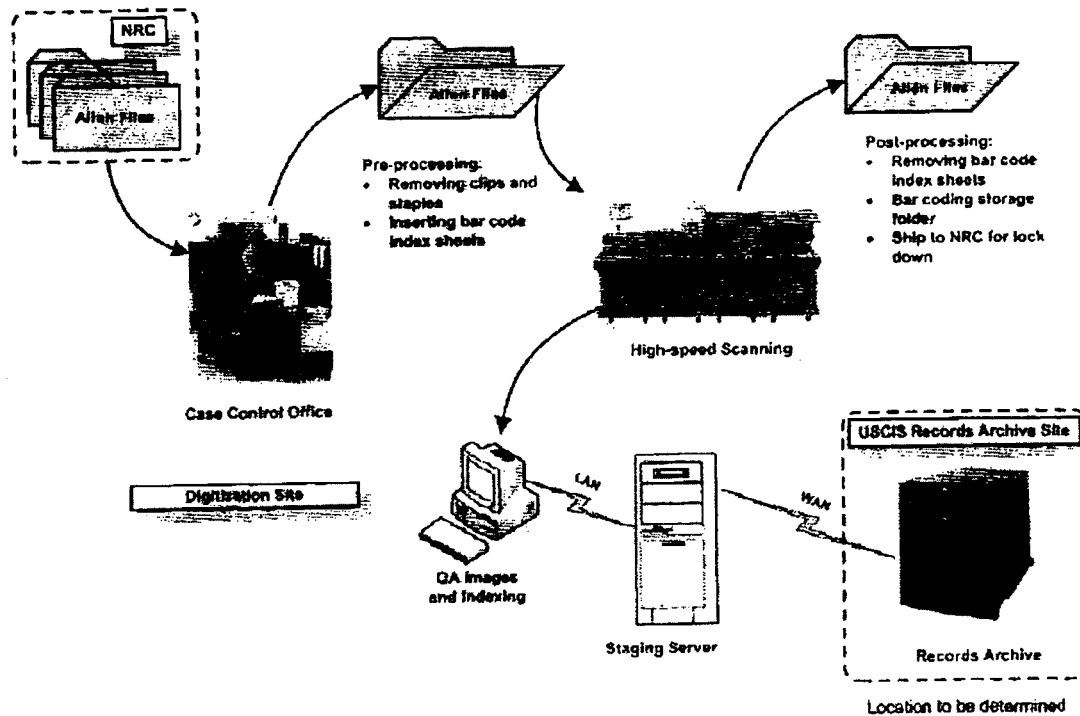 NRC
Alien Files
Case Control Office
Alien Files
Pre-processing:
• Removing clips and
staples
• Inserting bar code
index sheets
High-speed Scanning
Alien Files
Post-processing:
• Removing bar code
index sheets
• Bar coding storage
folder
• Ship to NRC for lock
down
Digitization Site
QA Images
and Indexing
LAN
Staging Server
WAN
USCIS Records Archive Site
Records Archive
Location to be determined